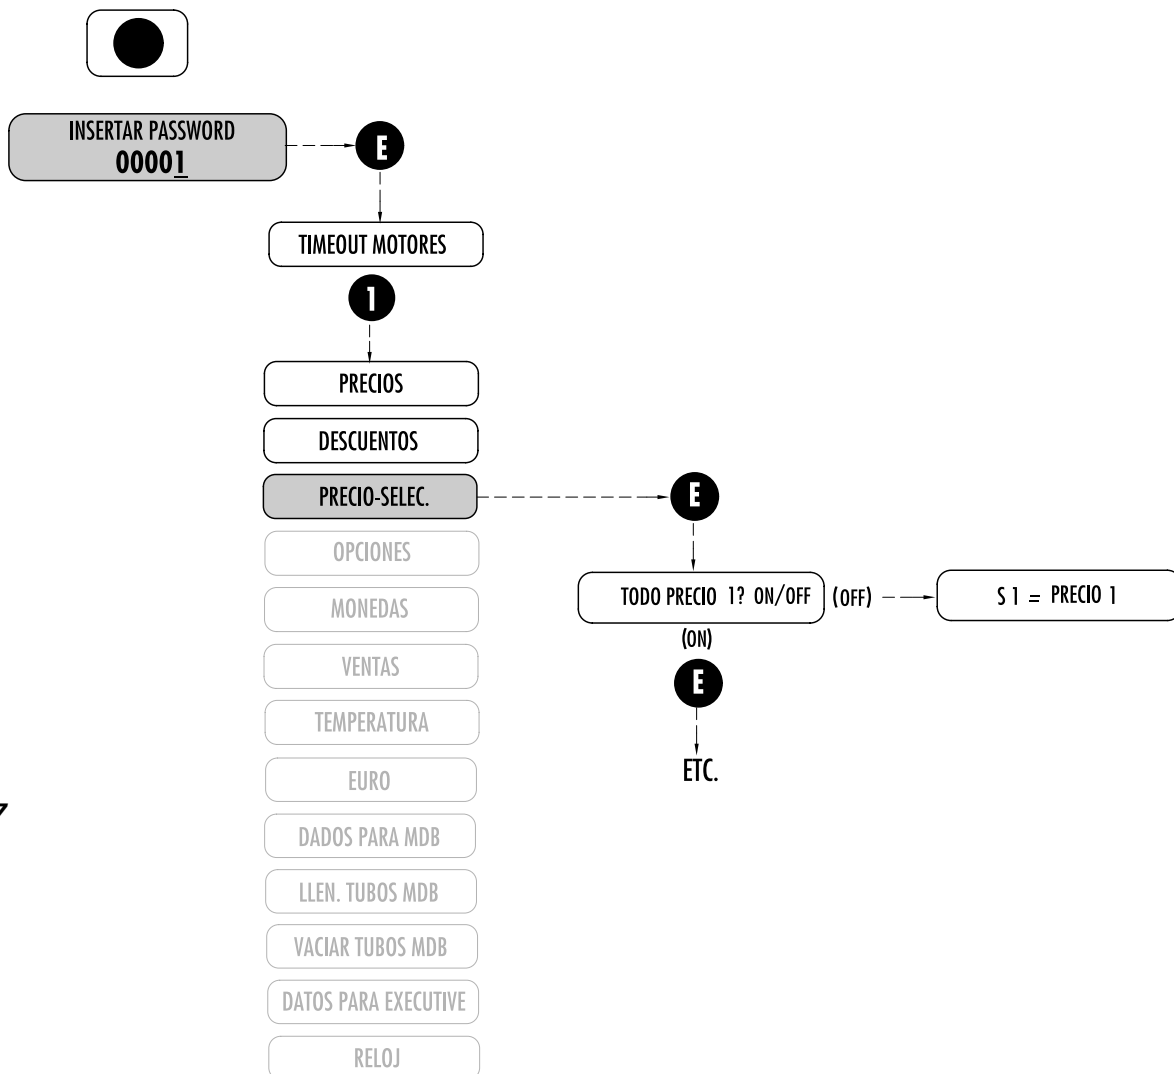 INSERTAR PASSWORD
00001
E
TIMEOUT MOTORES
1
PRECIOS
DESCUENTOS
PRECIO-SELEC.
E
OPCIONES
TODO PRECIO 1? ON/OFF (OFF)
S 1 = PRECIO 1
(ON)
MONEDAS
VENTAS
E
TEMPERATURA
ETC.
EURO
DADOS PARA MDB
LLEN. TUBOS MDB
VACIAR TUBOS MDB
DATOS PARA EXECUTIVE
RELOJ